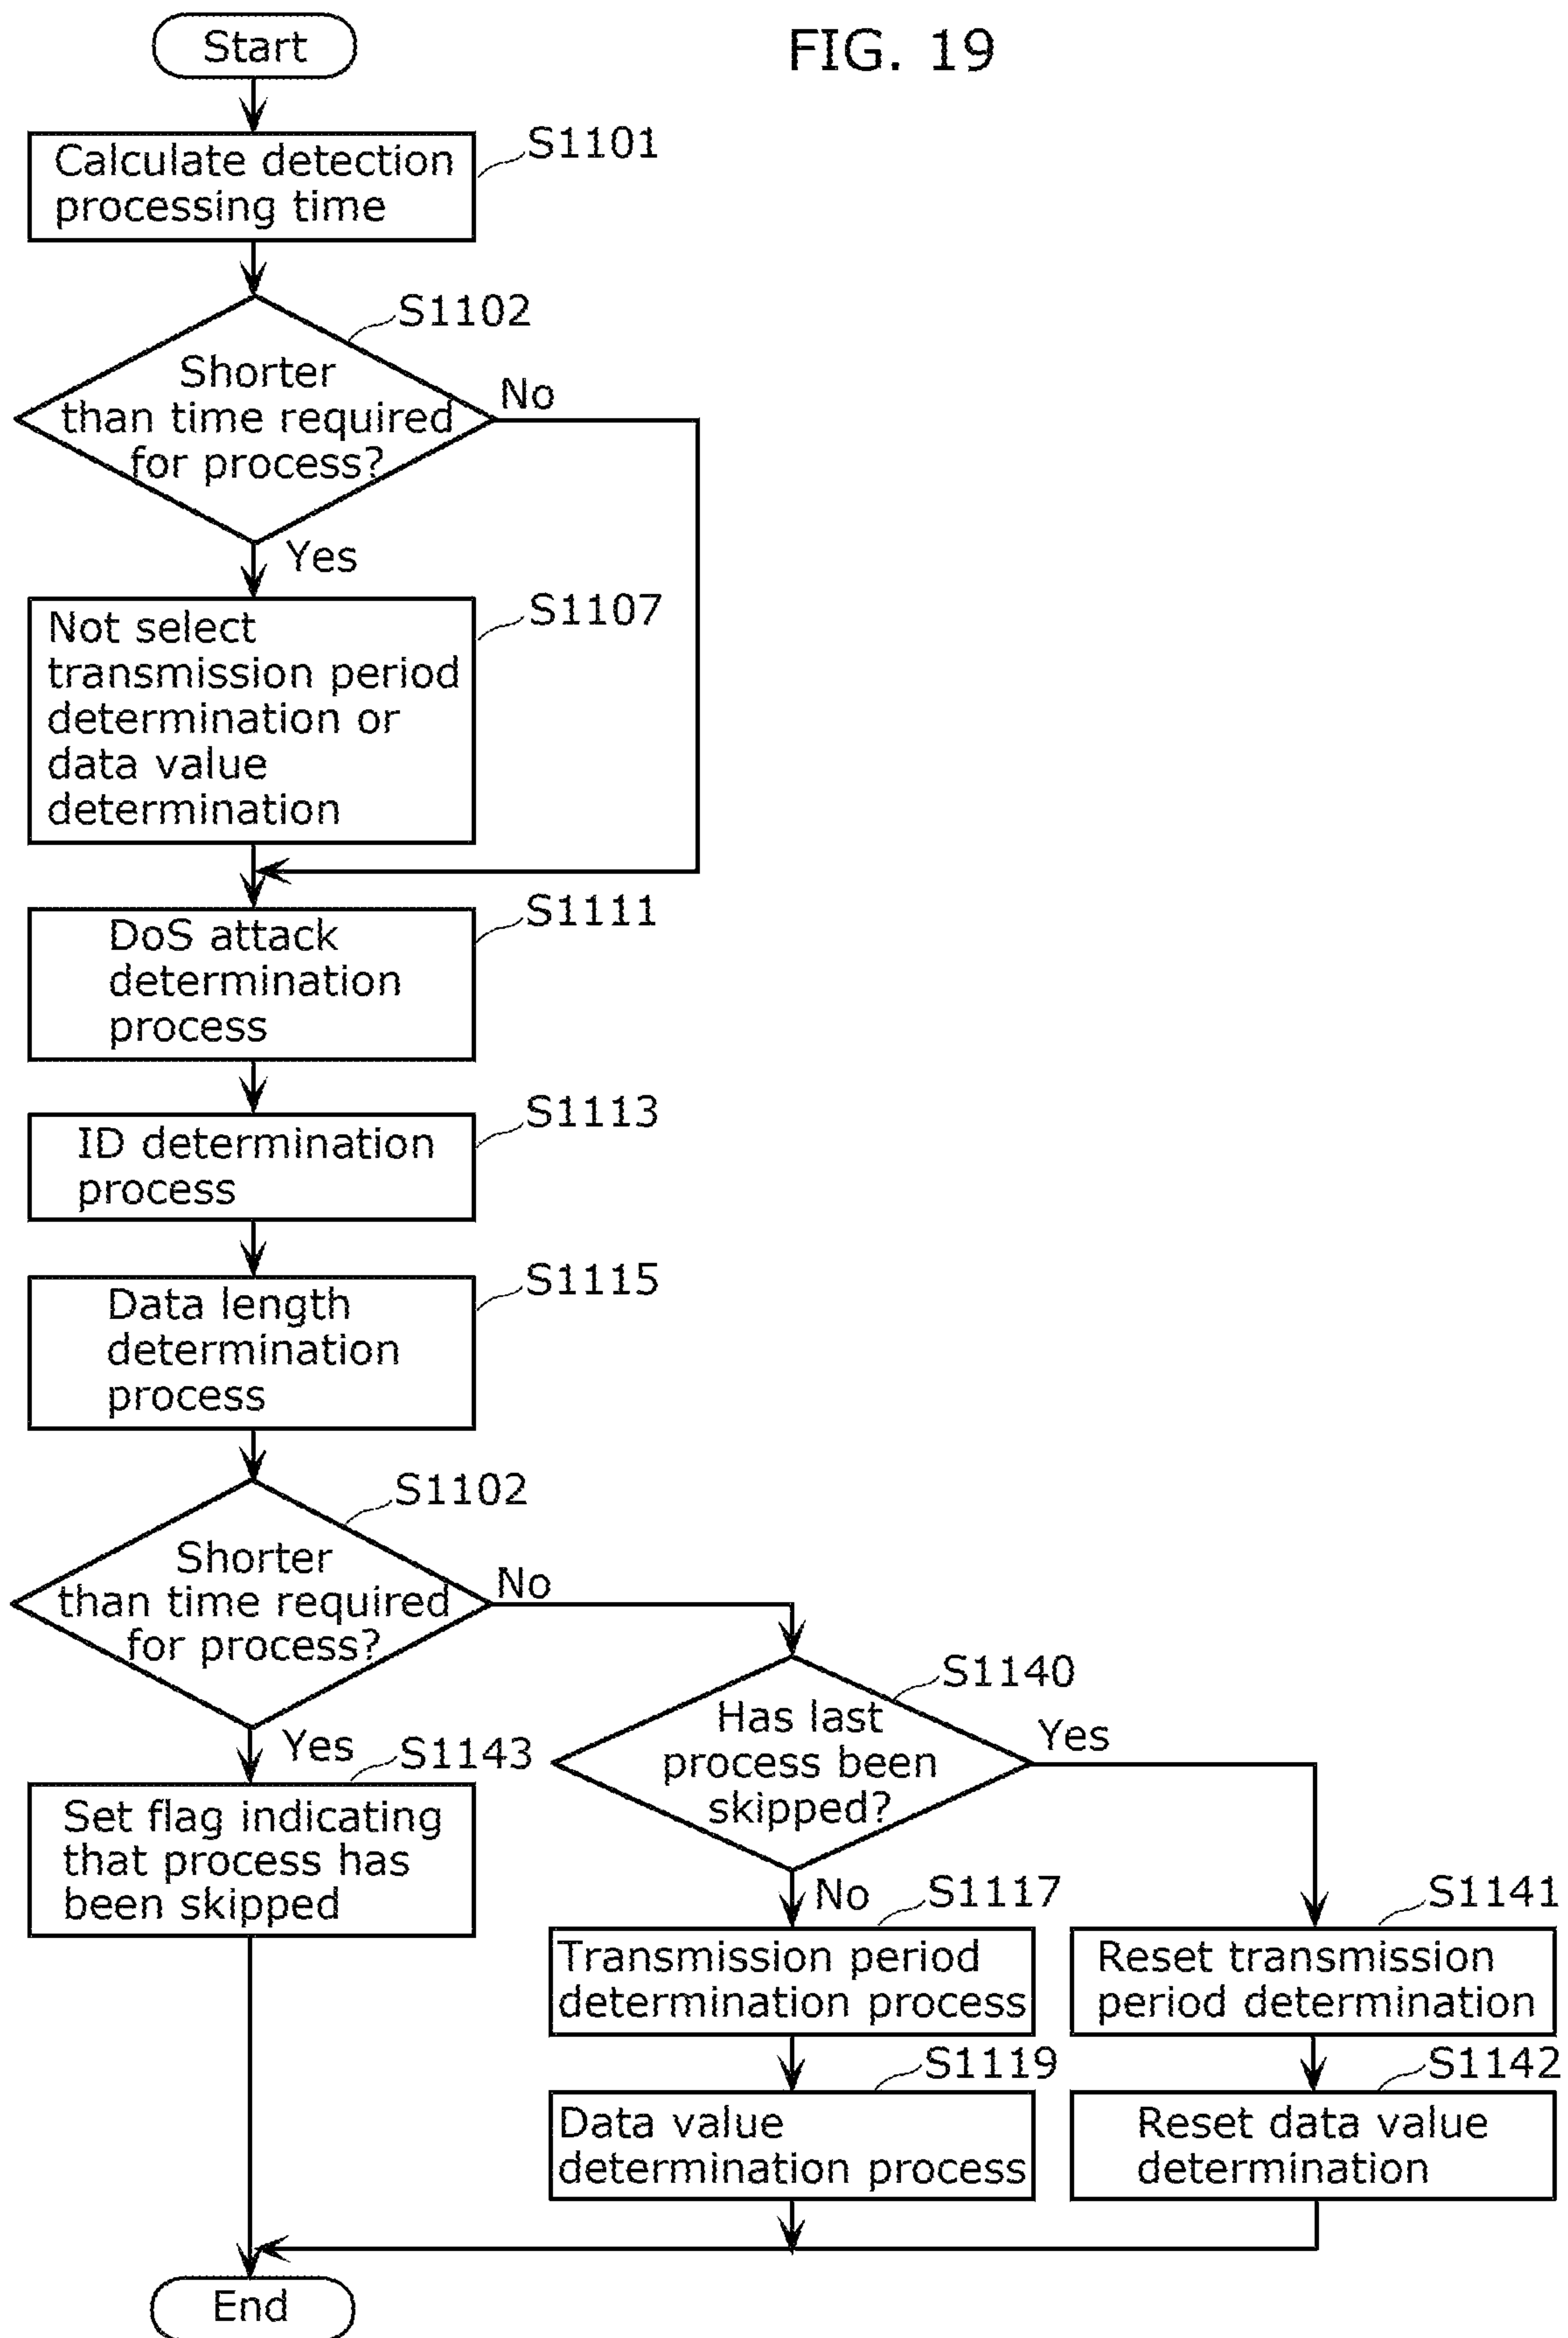 FIG. 19
Start
S1101
Calculate detection
processing time
S1102
Shorter
than time required
for process?
No
Yes
S1107
Not select
transmission period
determination or
data value
determination
S1111
DoS attack
determination
process
S1113
ID determination
process
S1115
Data length
determination
process
S1102
Shorter
than time required
for process?
No
Yes
S1143
Set flag indicating
that process has
been skipped
S1140
Has last
process been
skipped?
Yes
No
S1117
Transmission period
determination process
S1141
Reset transmission
period determination
S1119
Data value
determination process
S1142
Reset data value
determination
End